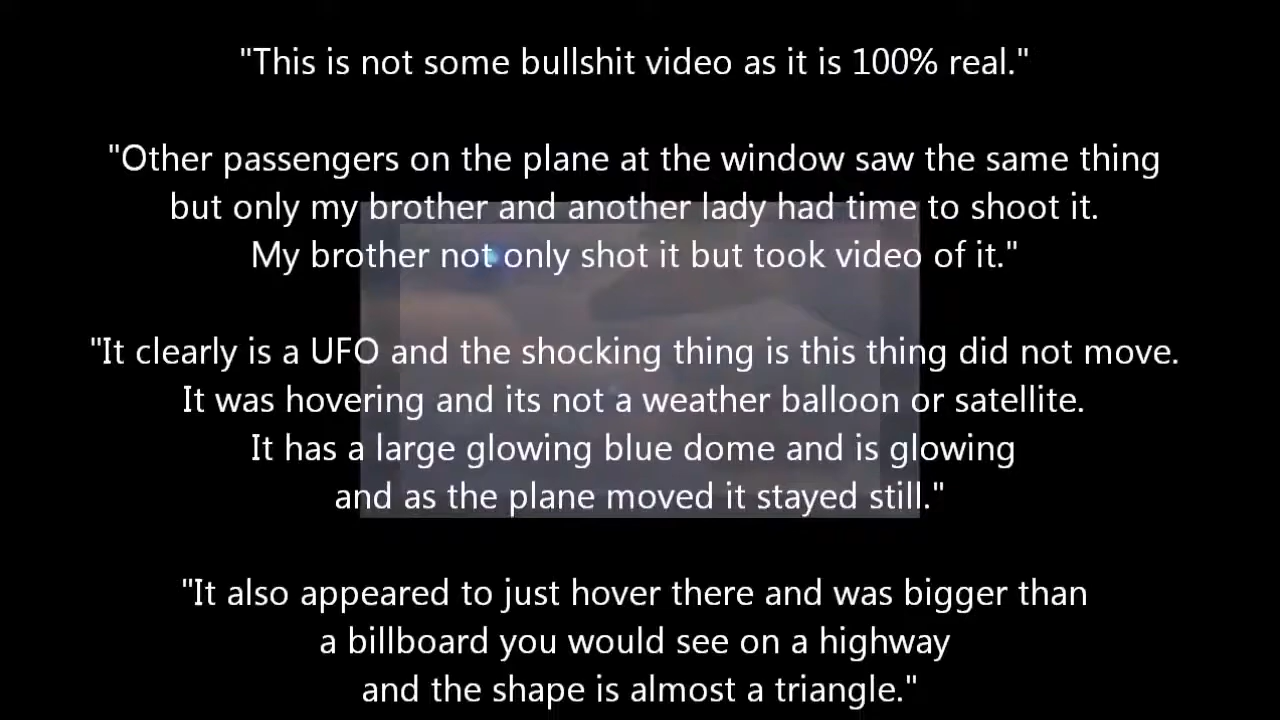 "This is not some bullshit video as it is 100% real."
"Other passengers on the plane at the window saw the same thing
but only my brother and another lady had time to shoot it.
My brother not only shot it but took video of it."
"It clearly is a UFO and the shocking thing is this thing did not move.
It was hovering and its not a weather balloon or satellite.
It has a large glowing blue dome and is glowing
and as the plane moved it stayed still."
"It also appeared to just hover there and was bigger than
a billboard you would see on a highway
and the shape is almost a triangle."